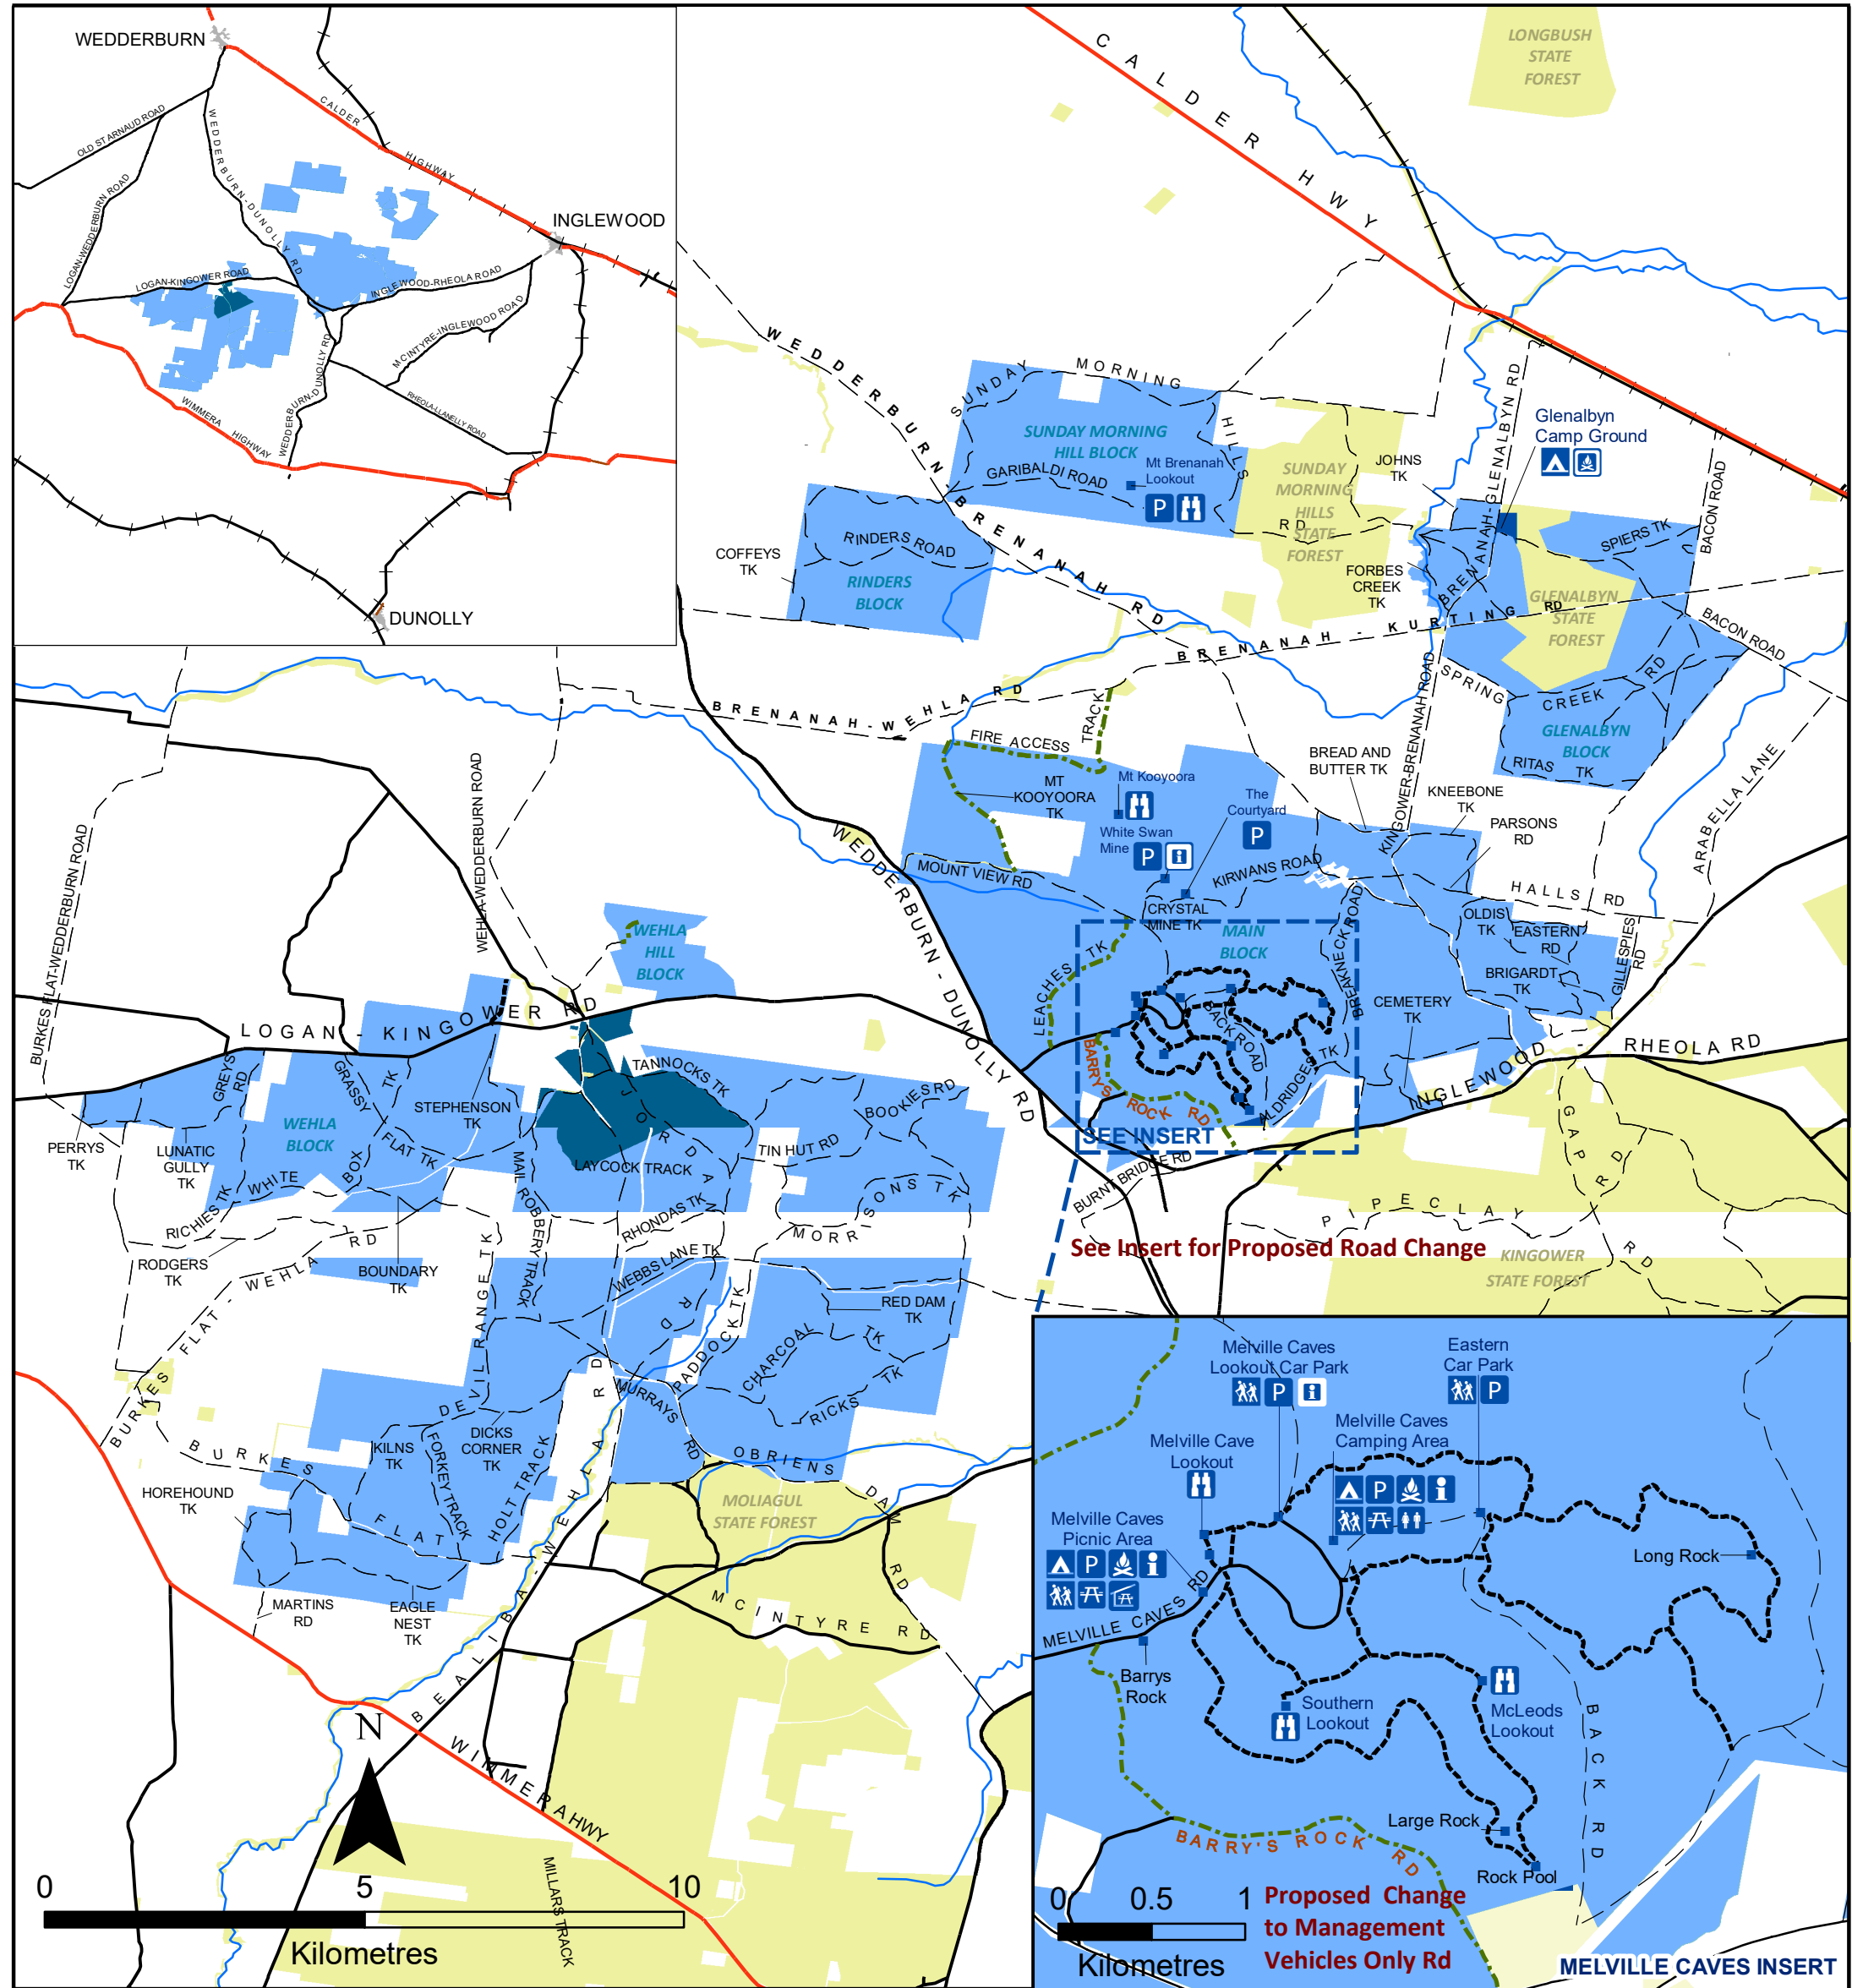 WEDDERBURN
CALDER
HIGHWAY
OLD ST ARNAUD ROAD
WEDDERBURN-DUNOLLY RD
LOGAN-WEDDERBURN ROAD
INGLEWOOD
LOGAN-KINGOWER ROAD
INGLEWOOD-RHEOLA ROAD
MCINTYRE-INGLEWOOD ROAD
WEDDERBURN-DUNOLLY RD
RHEOLA-LLANELLY ROAD
WIMMERA
HIGHWAY
DUNOLLY
CALDER HWY
LONGBUSH
STATE
FOREST
WEDDERBURN-BRENANAH RD
SUNDAY MORNING
HILLS
RD
SUNDAY MORNING
HILL BLOCK
GARIBALDI ROAD
Mt Brenanah
Lookout
P
SUNDAY
MORNING
HILLS
STATE
FOREST
JOHNS
TK
BRENANAH-GLENALBYN RD
Glenalbyn
Camp Ground
BACON ROAD
SPIERS TK
COFFEYS
TK
RINDERS ROAD
RINDERS
BLOCK
FORBES
CREEK
TK
GLENALBYN
STATE
FOREST
BRENANAH - KURTING RD
BACON ROAD
BRENANAH-WEHLA RD
SPRING
CREEK
RD
GLENALBYN
BLOCK
RITAS TK
KINGOWER-BRENANAH ROAD
ARABELLA LANE
FIRE ACCESS
TRACK
MT
KOOYOORA
TK
Mt Kooyoora
The
Courtyard
P
White Swan
Mine
P
BREAD AND
BUTTER TK
KNEEBONE
TK
PARSONS
RD
MOUNT VIEW RD
KIRWANS ROAD
HALLS RD
CRYSTAL
MINE TK
MAIN
BLOCK
BREAKNECK ROAD
OLDIS
TK
EASTERN
RD
GILLESPIES
RD
BRIGARDT
TK
CEMETERY
TK
LEACHES TK
BACK ROAD
ALDRIDGES TK
BARRYS
ROCK RD
SEE INSERT
INGLEWOOD - RHEOLA RD
BURNT BRIDGE RD
WEDDERBURN - DUNOLLY RD
GAP RD
PIPECLAY
RD
See Insert for Proposed Road Change
KINGOWER
STATE FOREST
WEHLA-WEDDERBURN ROAD
BURKES FLAT-WEDDERBURN ROAD
WEHLA
HILL
BLOCK
LOGAN - KINGOWER RD
GREYS
RD
GRASSY
TK
FLAT TK
STEPHENSON
TK
TANNOCKS TK
JORDAN
RD
BOOKIES RD
PERRYS
TK
LUNATIC
GULLY
TK
WEHLA
BLOCK
WHITE
BOX
RICHIES TK
MAIL ROBBERY TRACK
LAYCOCK TRACK
TIN HUT RD
RHONDAS TK
MORRISONS TK
RODGERS
TK
BOUNDARY
TK
WEBBS LANE TK
RED DAM
TK
BURKES FLAT - WEHLA RD
DEVIL RANGE TK
PADDOCK TK
CHARCOAL
TK
RICKS TK
MURRAYS
RD
OBRIENS DAM RD
BURKES
FLAT
KILNS
TK
FORKEY TRACK
DICKS
CORNER
TK
HOLT TRACK
HOREHOUND
TK
MOLIAGUL
STATE FOREST
MARTINS
RD
EAGLE
NEST
TK
BEALIBA-WEHLA RD
MCINTYRE RD
WIMMERA HWY
MILLARS TRACK
N
0 5 10
Kilometres
Melville Caves
Lookout Car Park
P
Eastern
Car Park
P
Melville Cave
Lookout
Melville Caves
Camping Area
P
Melville Caves
Picnic Area
P
Long Rock
MELVILLE CAVES RD
Barrys
Rock
Southern
Lookout
McLeods
Lookout
BACK RD
Large Rock
Rock Pool
BARRY'S ROCK RD
0 0.5 1
Kilometres
Proposed Change
to Management
Vehicles Only Rd
MELVILLE CAVES INSERT